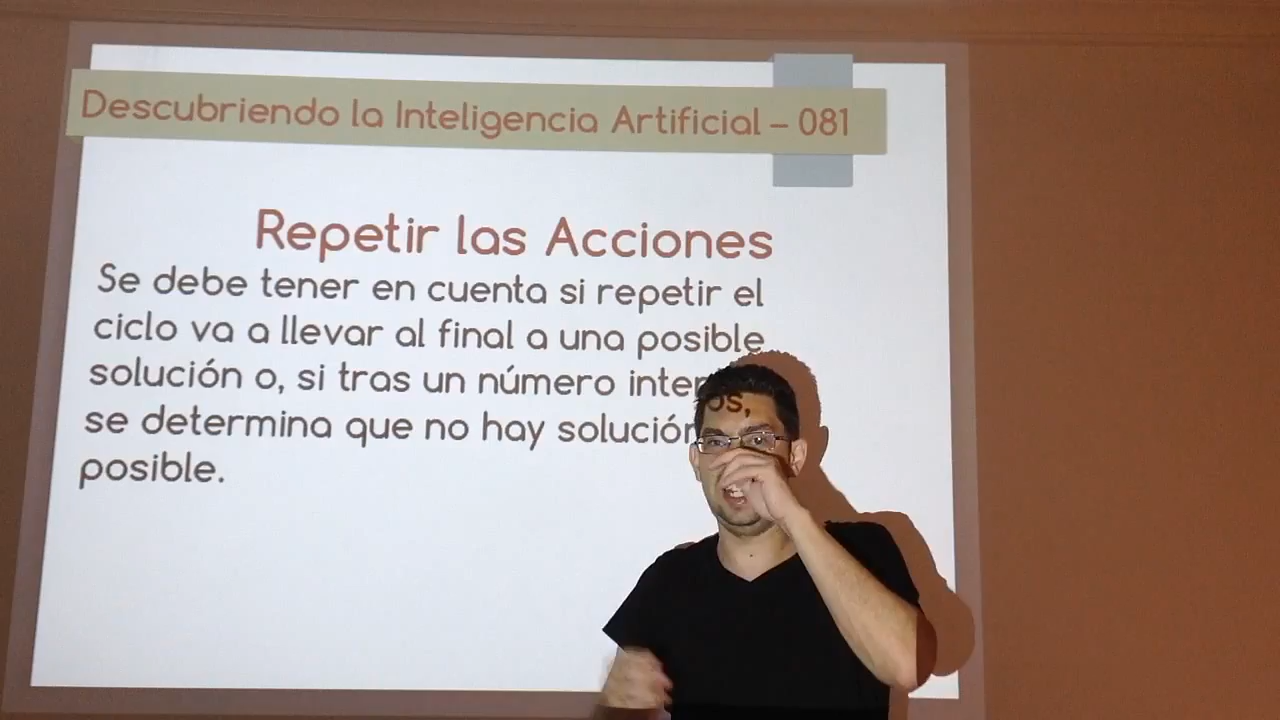 Descubriendo la Inteligencia Artificial – 081
Repetir las Acciones
Se debe tener en cuenta si repetir el
ciclo va a llevar al final a una posible
solución o, si tras un número
se determina que no hay solución
posible.